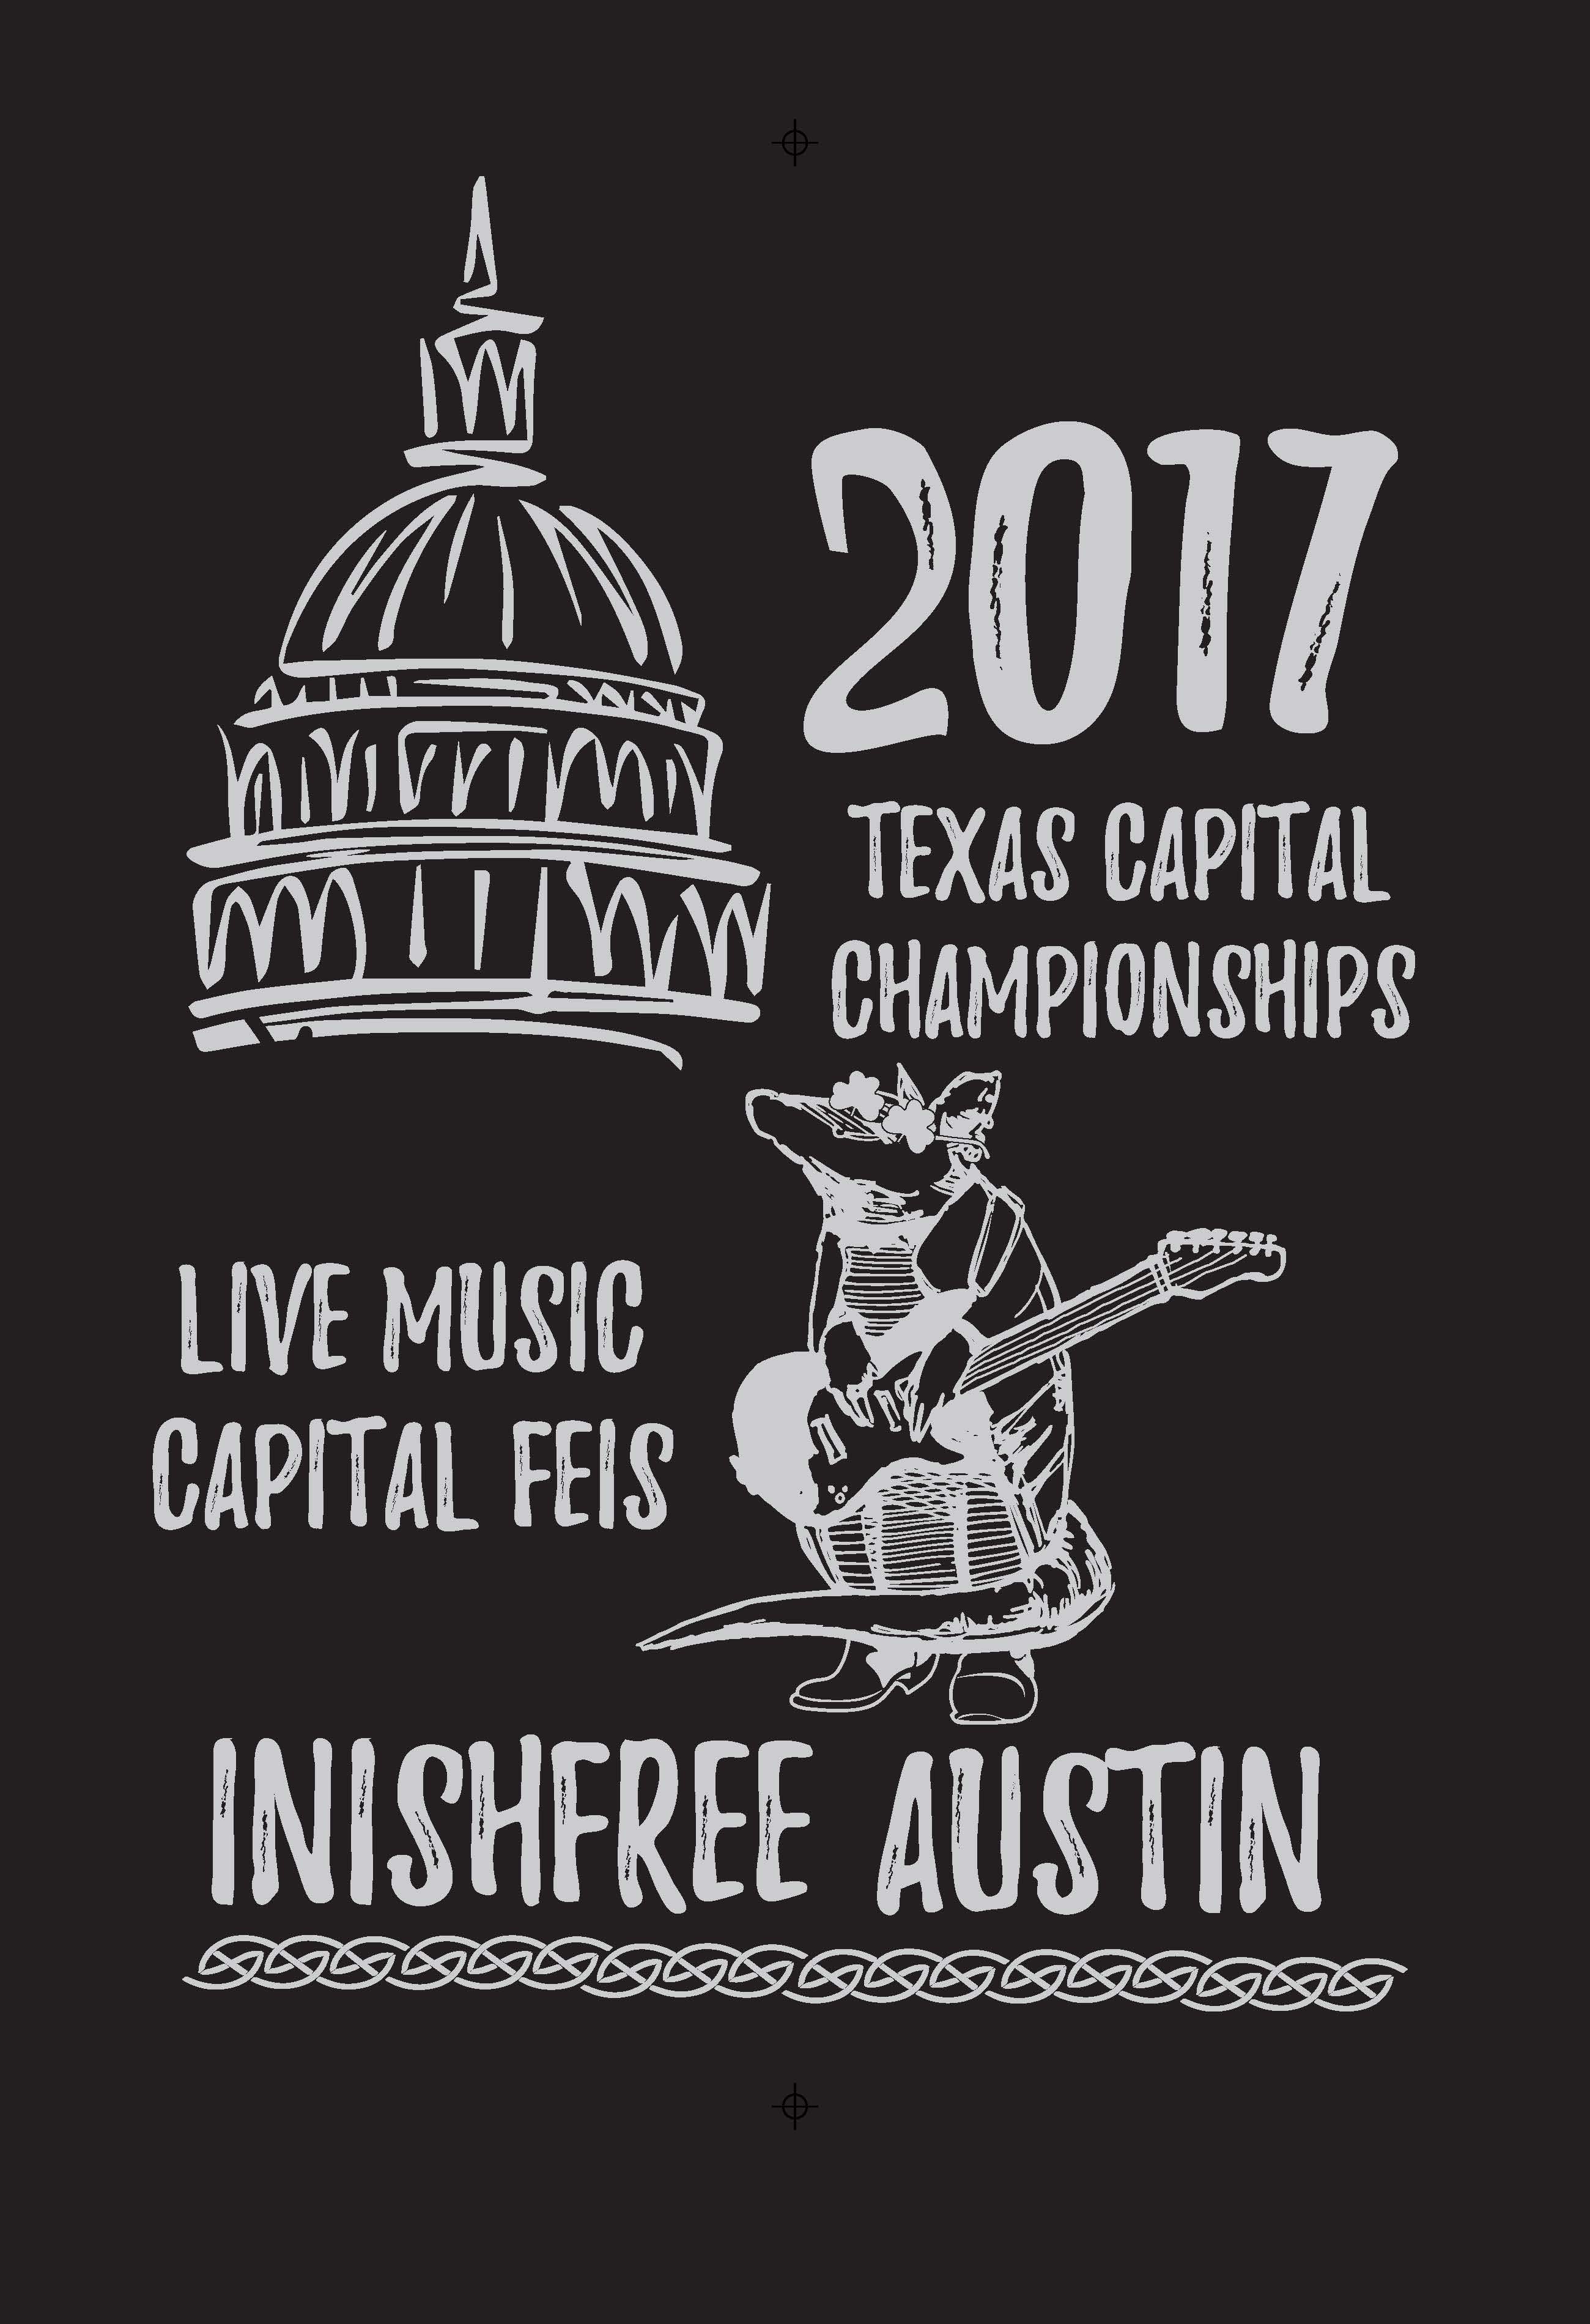 2017
TEXAS CAPITAL
CHAMPIONSHIPS
LIVE MUSIC
CAPITAL FEIS
INISHFREE AUSTIN